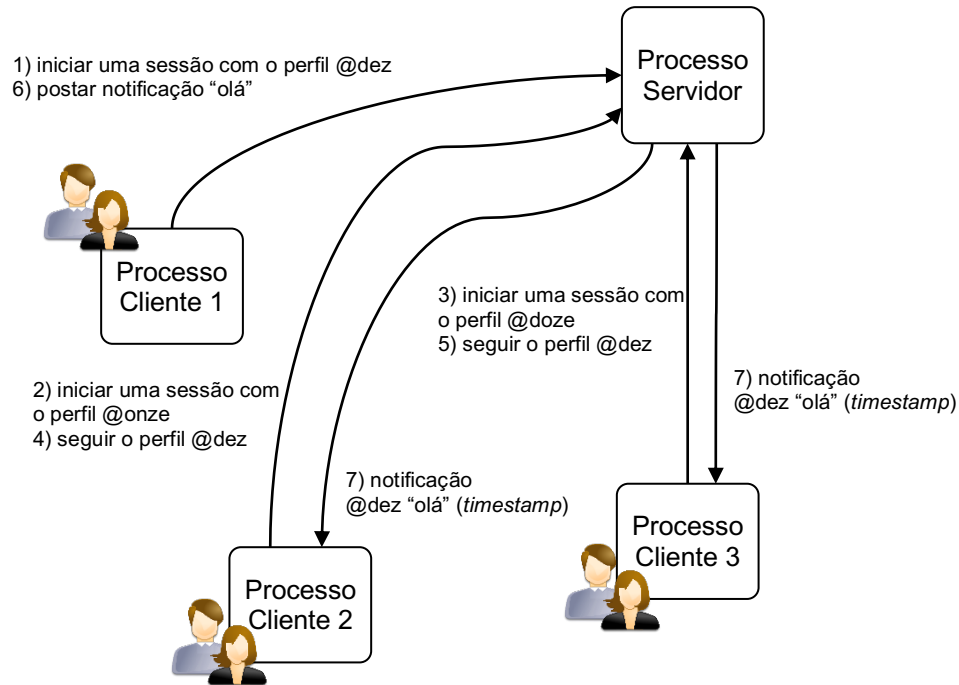 1) iniciar uma sessão com o perfil @dez
6) postar notificação “olá”
Processo
Servidor
Processo
Cliente 1
3) iniciar uma sessão com
o perfil @doze
5) seguir o perfil @dez
7) notificação
@dez “olá” (timestamp)
2) iniciar uma sessão com
o perfil @onze
4) seguir o perfil @dez
7) notificação
@dez “olá” (timestamp)
Processo
Cliente 3
Processo
Cliente 2